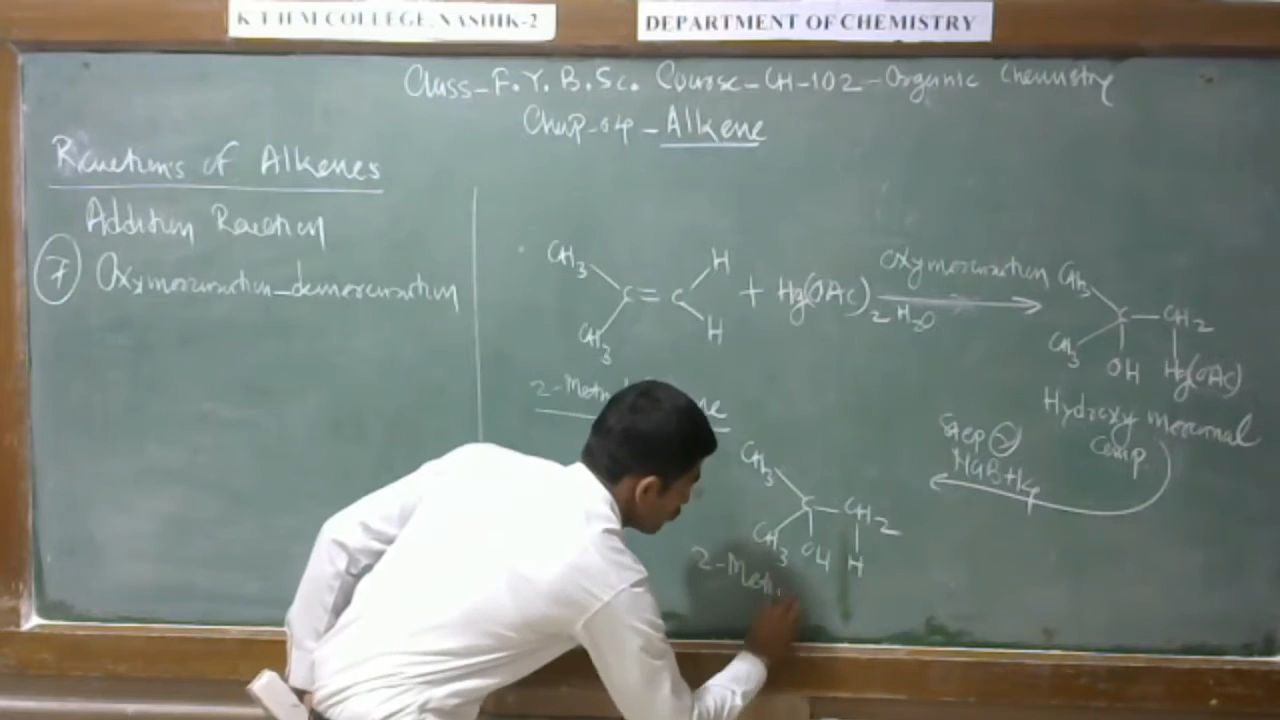 K T H M COLLEGE, NASHIK-2
DEPARTMENT OF CHEMISTRY
Class-F.Y.B.Sc. Course-CH-102-Organic Chemistry
Chap-04-Alkene
Reactions of Alkenes
Addition Reaction
7 Oxymercuration-demercuration
CH3 CH3 C=C H H + Hg(OAc)2 oxymercuration H2O CH3 CH3 C-CH2 OH Hg(OAc)
2-Meth
Hydroxy mercurial
comp.
Step 2
NaBH4
CH3 CH3 C-CH2 OH H
2-Meth